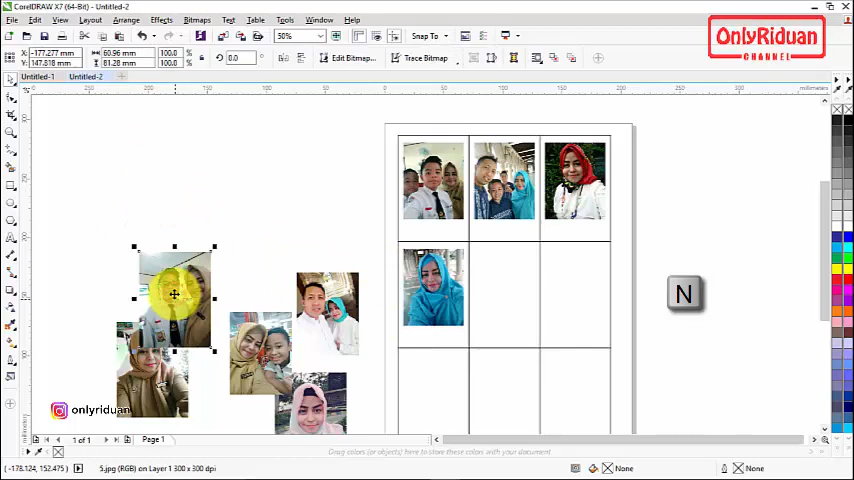 CorelDRAW X7 (64-Bit) - Untitled-2
File Edit View Layout Arrange Effects Bitmaps Text Table Tools Window Help
50% Snap To
X: -177.277 mm
Y: 147.818 mm
60.96 mm
81.28 mm
100.0 %
100.0 %
0.0
Edit Bitmap...
Trace Bitmap
OnlyRiduan
CHANNEL
Untitled-1 Untitled-2
millimeters
N
onlyriduan
1 of 1 Page 1
Drag colors (or objects) here to store these colors with your document
(-178.124, 152.475) 5.jpg (RGB) on Layer 1 300 x 300 dpi None None